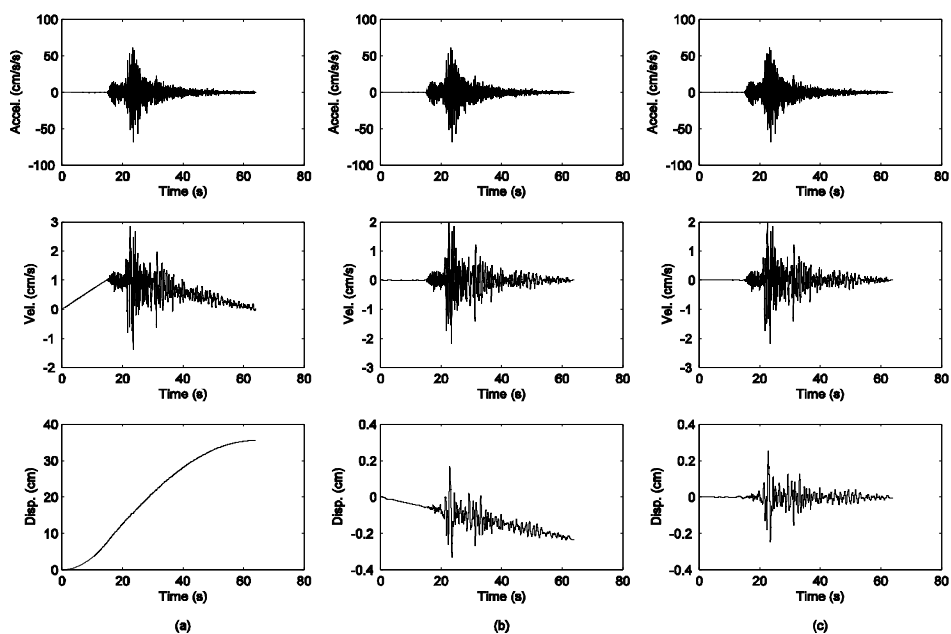 100
50
0
-50
-100
Accel. (cm/s/s)
0 20 40 60 80
Time (s)
100
50
0
-50
-100
Accel. (cm/s/s)
0 20 40 60 80
Time (s)
100
50
0
-50
-100
Accel. (cm/s/s)
0 20 40 60 80
Time (s)
3
2
1
0
-1
-2
Vel. (cm/s)
0 20 40 60 80
Time (s)
2
1
0
-1
-2
-3
Vel. (cm/s)
0 20 40 60 80
Time (s)
2
1
0
-1
-2
-3
Vel. (cm/s)
0 20 40 60 80
Time (s)
40
30
20
10
0
Disp. (cm)
0 20 40 60 80
Time (s)
0.4
0.2
0
-0.2
-0.4
Disp. (cm)
0 20 40 60 80
Time (s)
0.4
0.2
0
-0.2
-0.4
Disp. (cm)
0 20 40 60 80
Time (s)
(a)
(b)
(c)